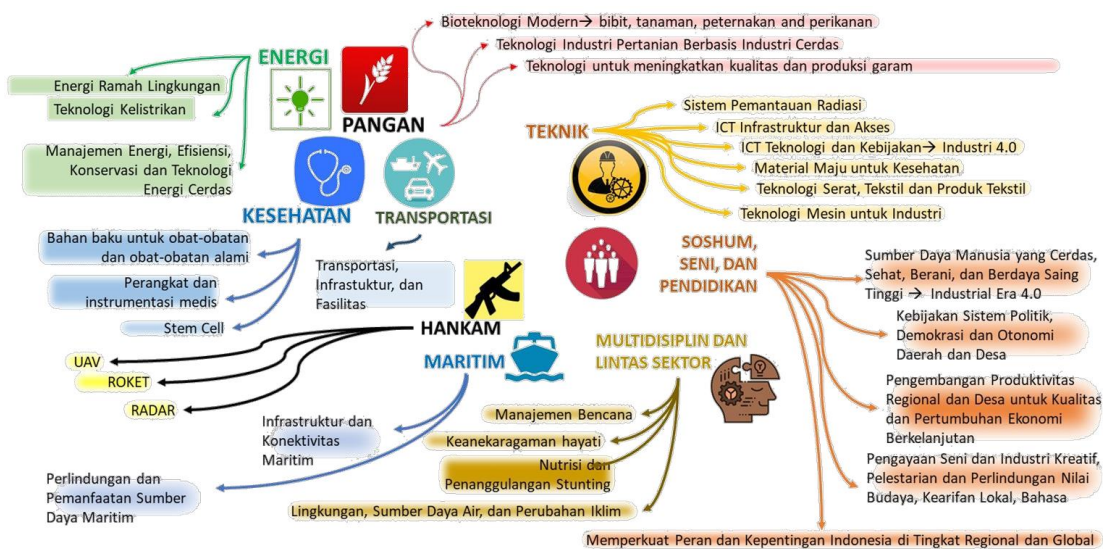 ENERGI
Energi Ramah Lingkungan
Teknologi Kelistrikan
Manajemen Energi, Efisiensi,
Konservasi dan Teknologi
Energi Cerdas
PANGAN
Bioteknologi Modern→ bibit, tanaman, peternakan and perikanan
Teknologi Industri Pertanian Berbasis Industri Cerdas
Teknologi untuk meningkatkan kualitas dan produksi garam
KESEHATAN
Bahan baku untuk obat-obatan
dan obat-obatan alami
Perangkat dan
instrumentasi medis
Stem Cell
TRANSPORTASI
Transportasi,
Infrastuktur, dan
Fasilitas
TEKNIK
Sistem Pemantauan Radiasi
ICT Infrastruktur dan Akses
ICT Teknologi dan Kebijakan→ Industri 4.0
Material Maju untuk Kesehatan
Teknologi Serat, Tekstil dan Produk Tekstil
Teknologi Mesin untuk Industri
HANKAM
UAV
ROKET
RADAR
MARITIM
Infrastruktur dan
Konektivitas
Maritim
Perlindungan dan
Pemanfaatan Sumber
Daya Maritim
SOSHUM,
SENI, DAN
PENDIDIKAN
Sumber Daya Manusia yang Cerdas,
Sehat, Berani, dan Berdaya Saing
Tinggi → Industrial Era 4.0
Kebijakan Sistem Politik,
Demokrasi dan Otonomi
Daerah dan Desa
Pengembangan Produktivitas
Regional dan Desa untuk Kualitas
dan Pertumbuhan Ekonomi
Berkelanjutan
Pengayaan Seni dan Industri Kreatif,
Pelestarian dan Perlindungan Nilai
Budaya, Kearifan Lokal, Bahasa
Memperkuat Peran dan Kepentingan Indonesia di Tingkat Regional dan Global
MULTIDISIPLIN DAN
LINTAS SEKTOR
Manajemen Bencana
Keanekaragaman hayati
Nutrisi dan
Penanggulangan Stunting
Lingkungan, Sumber Daya Air, dan Perubahan Iklim